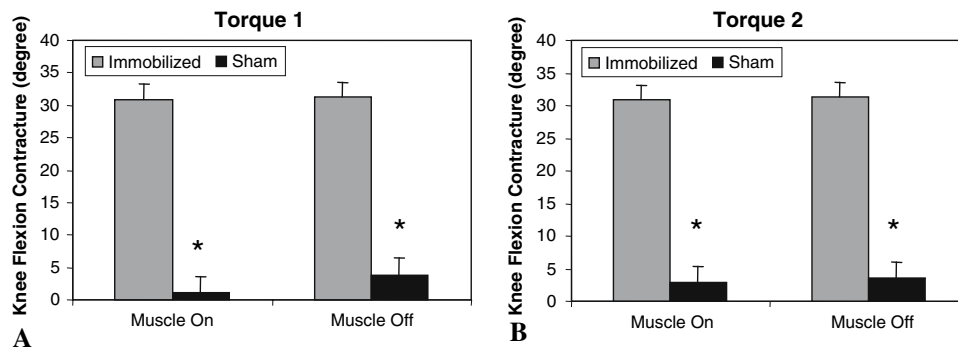 Torque 1
Knee Flexion Contracture (degree)
40
35
30
25
20
15
10
5
0
Immobilized
Sham
*
*
Muscle On
Muscle Off
A
Torque 2
Knee Flexion Contracture (degree)
40
35
30
25
20
15
10
5
0
Immobilized
Sham
*
*
Muscle On
Muscle Off
B